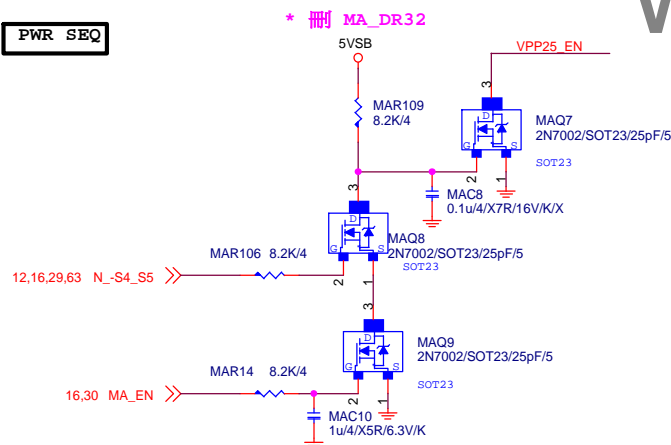 * 刪 MA_DR32
PWR SEQ
5VSB
VPP25_EN
3
MAR109
8.2K/4
D
MAQ7
2N7002/SOT23/25pF/5
G
S
SOT23
2
1
3
MAC8
0.1u/4/X7R/16V/K/X
D
MAQ8
2N7002/SOT23/25pF/5
G
S
SOT23
MAR106 8.2K/4
12,16,29,63 N_-S4_S5
2
1
3
D
MAQ9
2N7002/SOT23/25pF/5
G
S
SOT23
MAR14 8.2K/4
16,30 MA_EN
2
1
MAC10
1u/4/X5R/6.3V/K